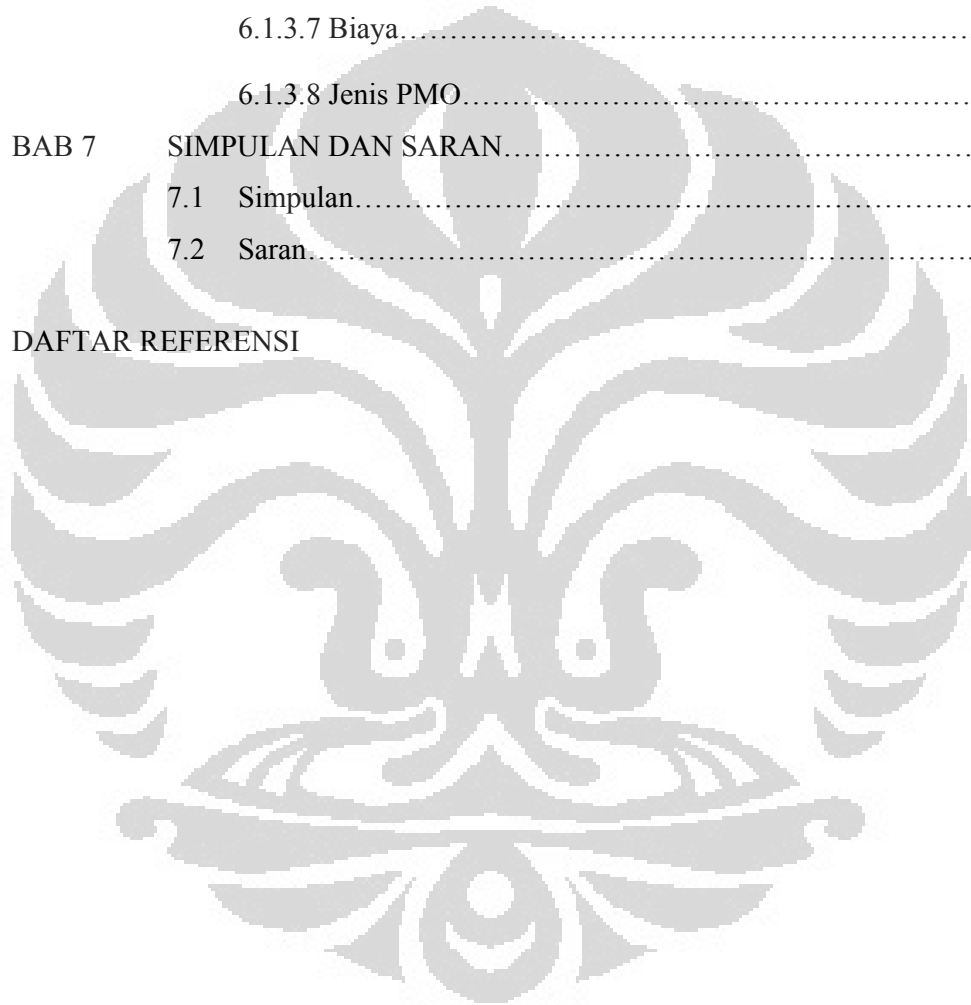 6.1.3.7 Biaya……………………………………………………
6.1.3.8 Jenis PMO……………………………………………
BAB 7 SIMPULAN DAN SARAN………………………………………
7.1 Simpulan…………………………………………………………
7.2 Saran………………………………………………………………
DAFTAR REFERENSI